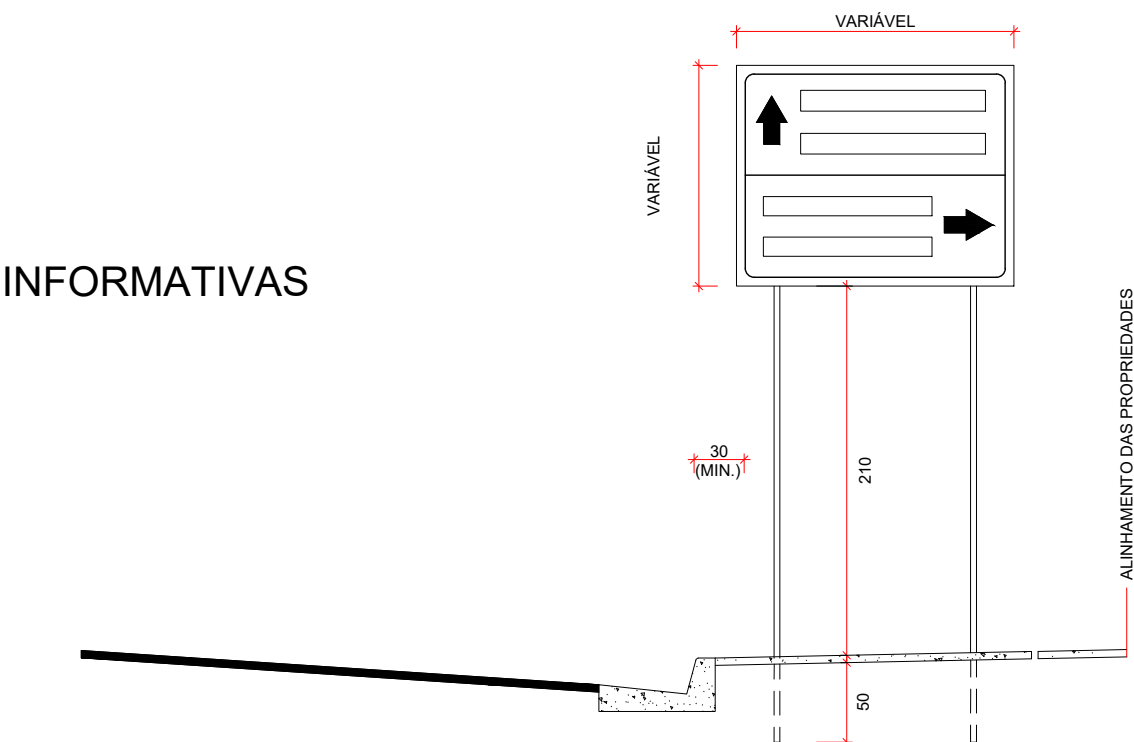 VARIÁVEL
VARIÁVEL
INFORMATIVAS
ALINHAMENTO DAS PROPRIEDADES
30
(MIN.)
210
50